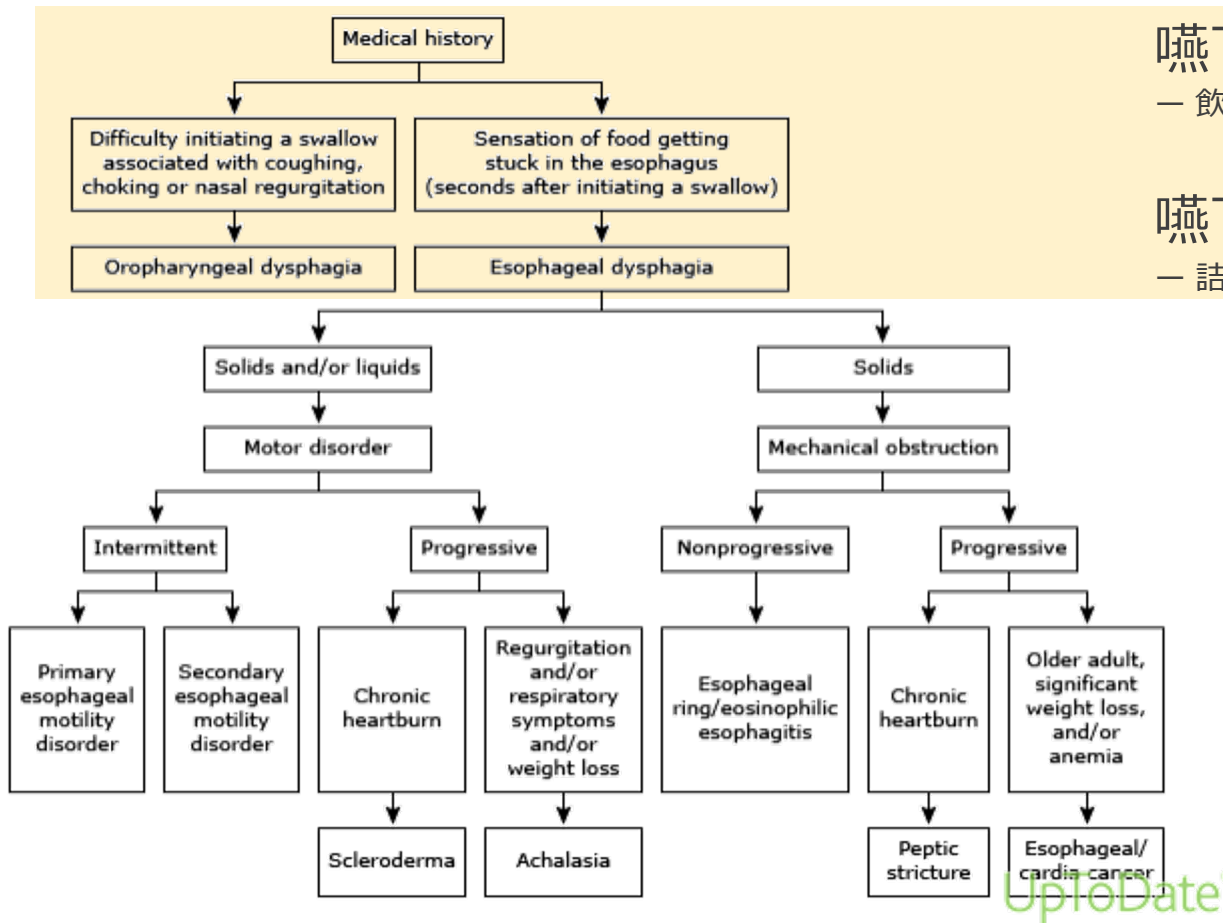 Medical history
嚥下
– 飲
Difficulty initiating a swallow
associated with coughing,
choking or nasal regurgitation
Sensation of food getting
stuck in the esophagus
(seconds after initiating a swallow)
嚥下
– 詰
Oropharyngeal dysphagia
Esophageal dysphagia
Solids and/or liquids
Solids
Motor disorder
Mechanical obstruction
Intermittent
Progressive
Nonprogressive
Progressive
Primary
esophageal
motility
disorder
Secondary
esophageal
motility
disorder
Chronic
heartburn
Regurgitation
and/or
respiratory
symptoms
and/or
weight loss
Esophageal
ring/eosinophilic
esophagitis
Chronic
heartburn
Older adult,
significant
weight loss,
and/or
anemia
Scleroderma
Achalasia
Peptic
stricture
Esophageal/
cardia cancer
UpToDate